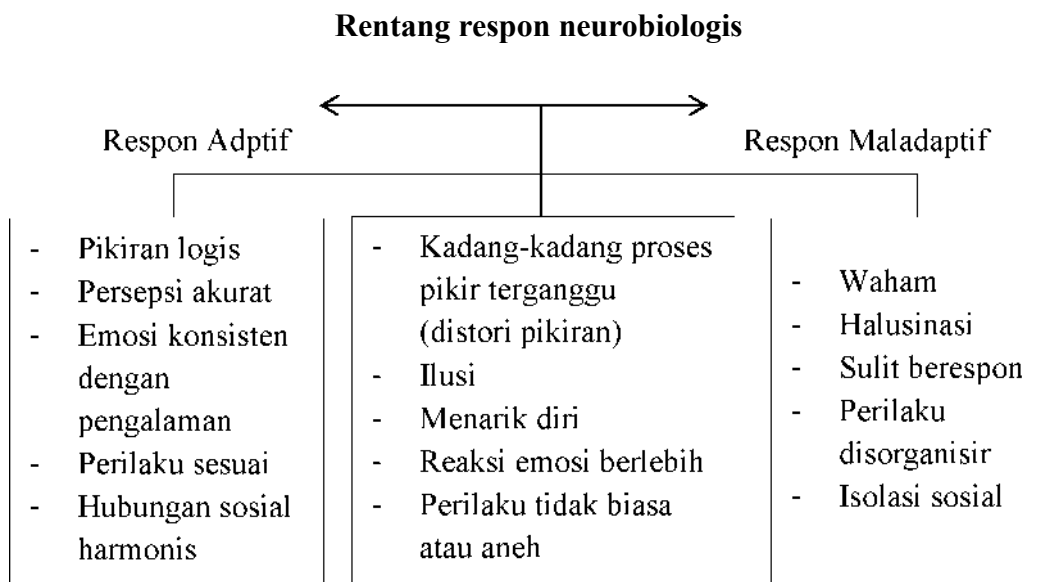 Rentang respon neurobiologis
Respon Adptif
Respon Maladaptif
- Pikiran logis
- Persepsi akurat
- Emosi konsisten
dengan
pengalaman
- Perilaku sesuai
- Hubungan sosial
harmonis
- Kadang-kadang proses
pikir terganggu
(distori pikiran)
- Ilusi
- Menarik diri
- Reaksi emosi berlebih
- Perilaku tidak biasa
atau aneh
- Waham
- Halusinasi
- Sulit berespon
- Perilaku
disorganisir
- Isolasi sosial